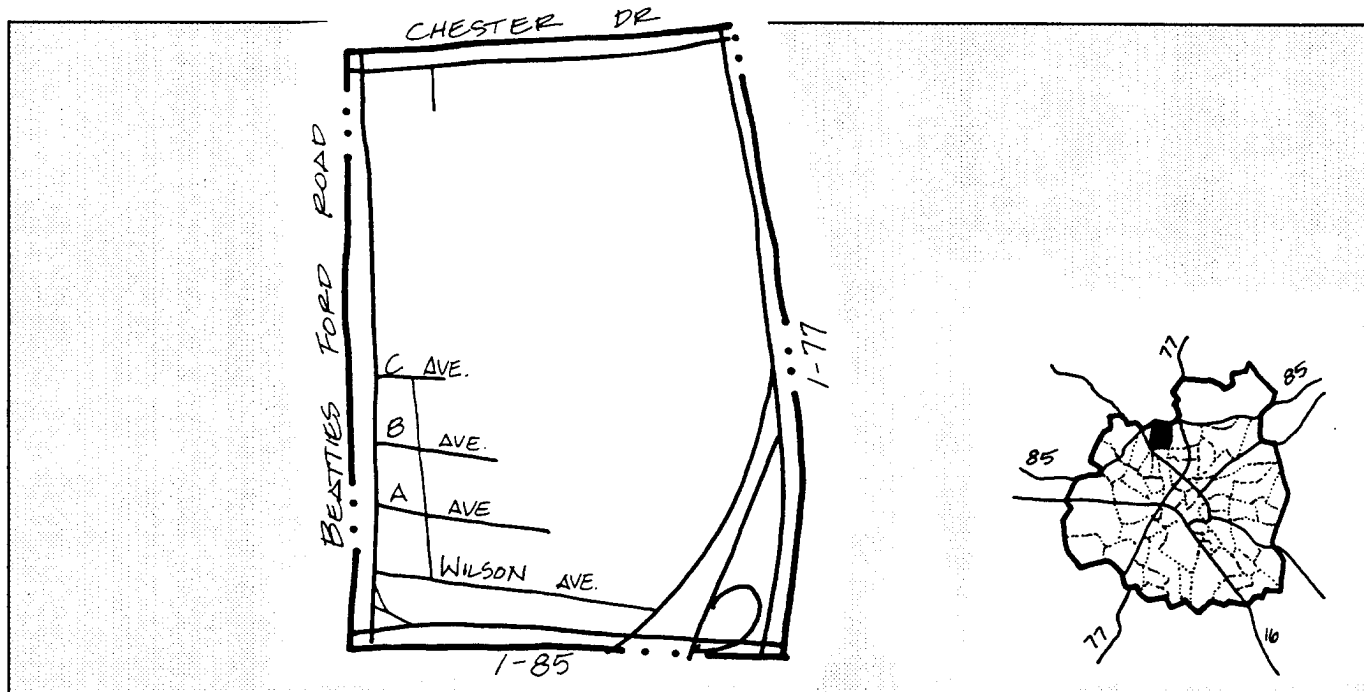 CHESTER DR
BEATTIES FORD ROAD
C AVE.
B AVE.
A AVE
WILSON AVE.
I-77
I-85
77
85
85
77
16